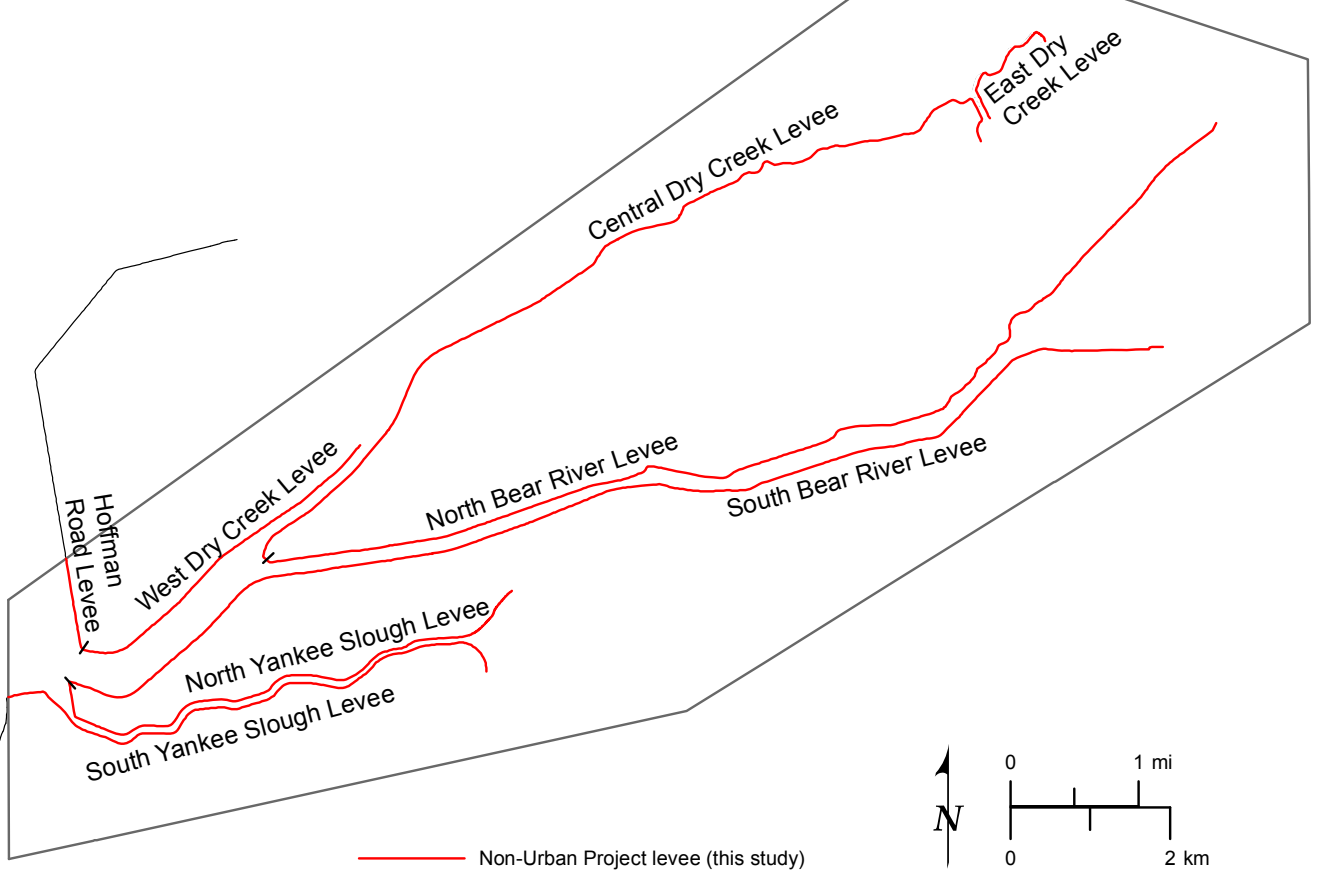 East Dry
Creek Levee
Central Dry Creek Levee
Hoffman
Road Levee
West Dry Creek Levee
North Bear River Levee
South Bear River Levee
North Yankee Slough Levee
South Yankee Slough Levee
N
0 1 mi
0 2 km
Non-Urban Project levee (this study)